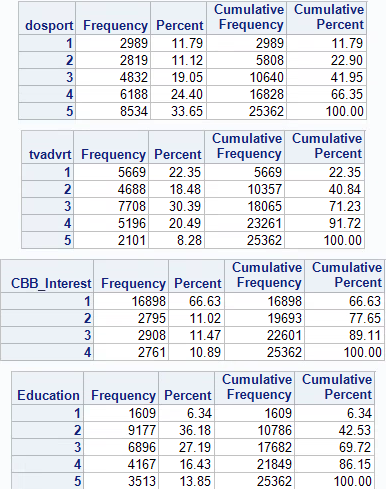 Cumulative Cumulative
dosport Frequency Percent Frequency Percent
1 2989 11.79 2989 11.79
2 2819 11.12 5808 22.90
3 4832 19.05 10640 41.95
4 6188 24.40 16828 66.35
5 8534 33.65 25362 100.00
Cumulative Cumulative
tvadvrt Frequency Percent Frequency Percent
1 5669 22.35 5669 22.35
2 4688 18.48 10357 40.84
3 7708 30.39 18065 71.23
4 5196 20.49 23261 91.72
5 2101 8.28 25362 100.00
Cumulative Cumulative
CBB_Interest Frequency Percent Frequency Percent
1 16898 66.63 16898 66.63
2 2795 11.02 19693 77.65
3 2908 11.47 22601 89.11
4 2761 10.89 25362 100.00
Cumulative Cumulative
Education Frequency Percent Frequency Percent
1 1609 6.34 1609 6.34
2 9177 36.18 10786 42.53
3 6896 27.19 17682 69.72
4 4167 16.43 21849 86.15
5 3513 13.85 25362 100.00